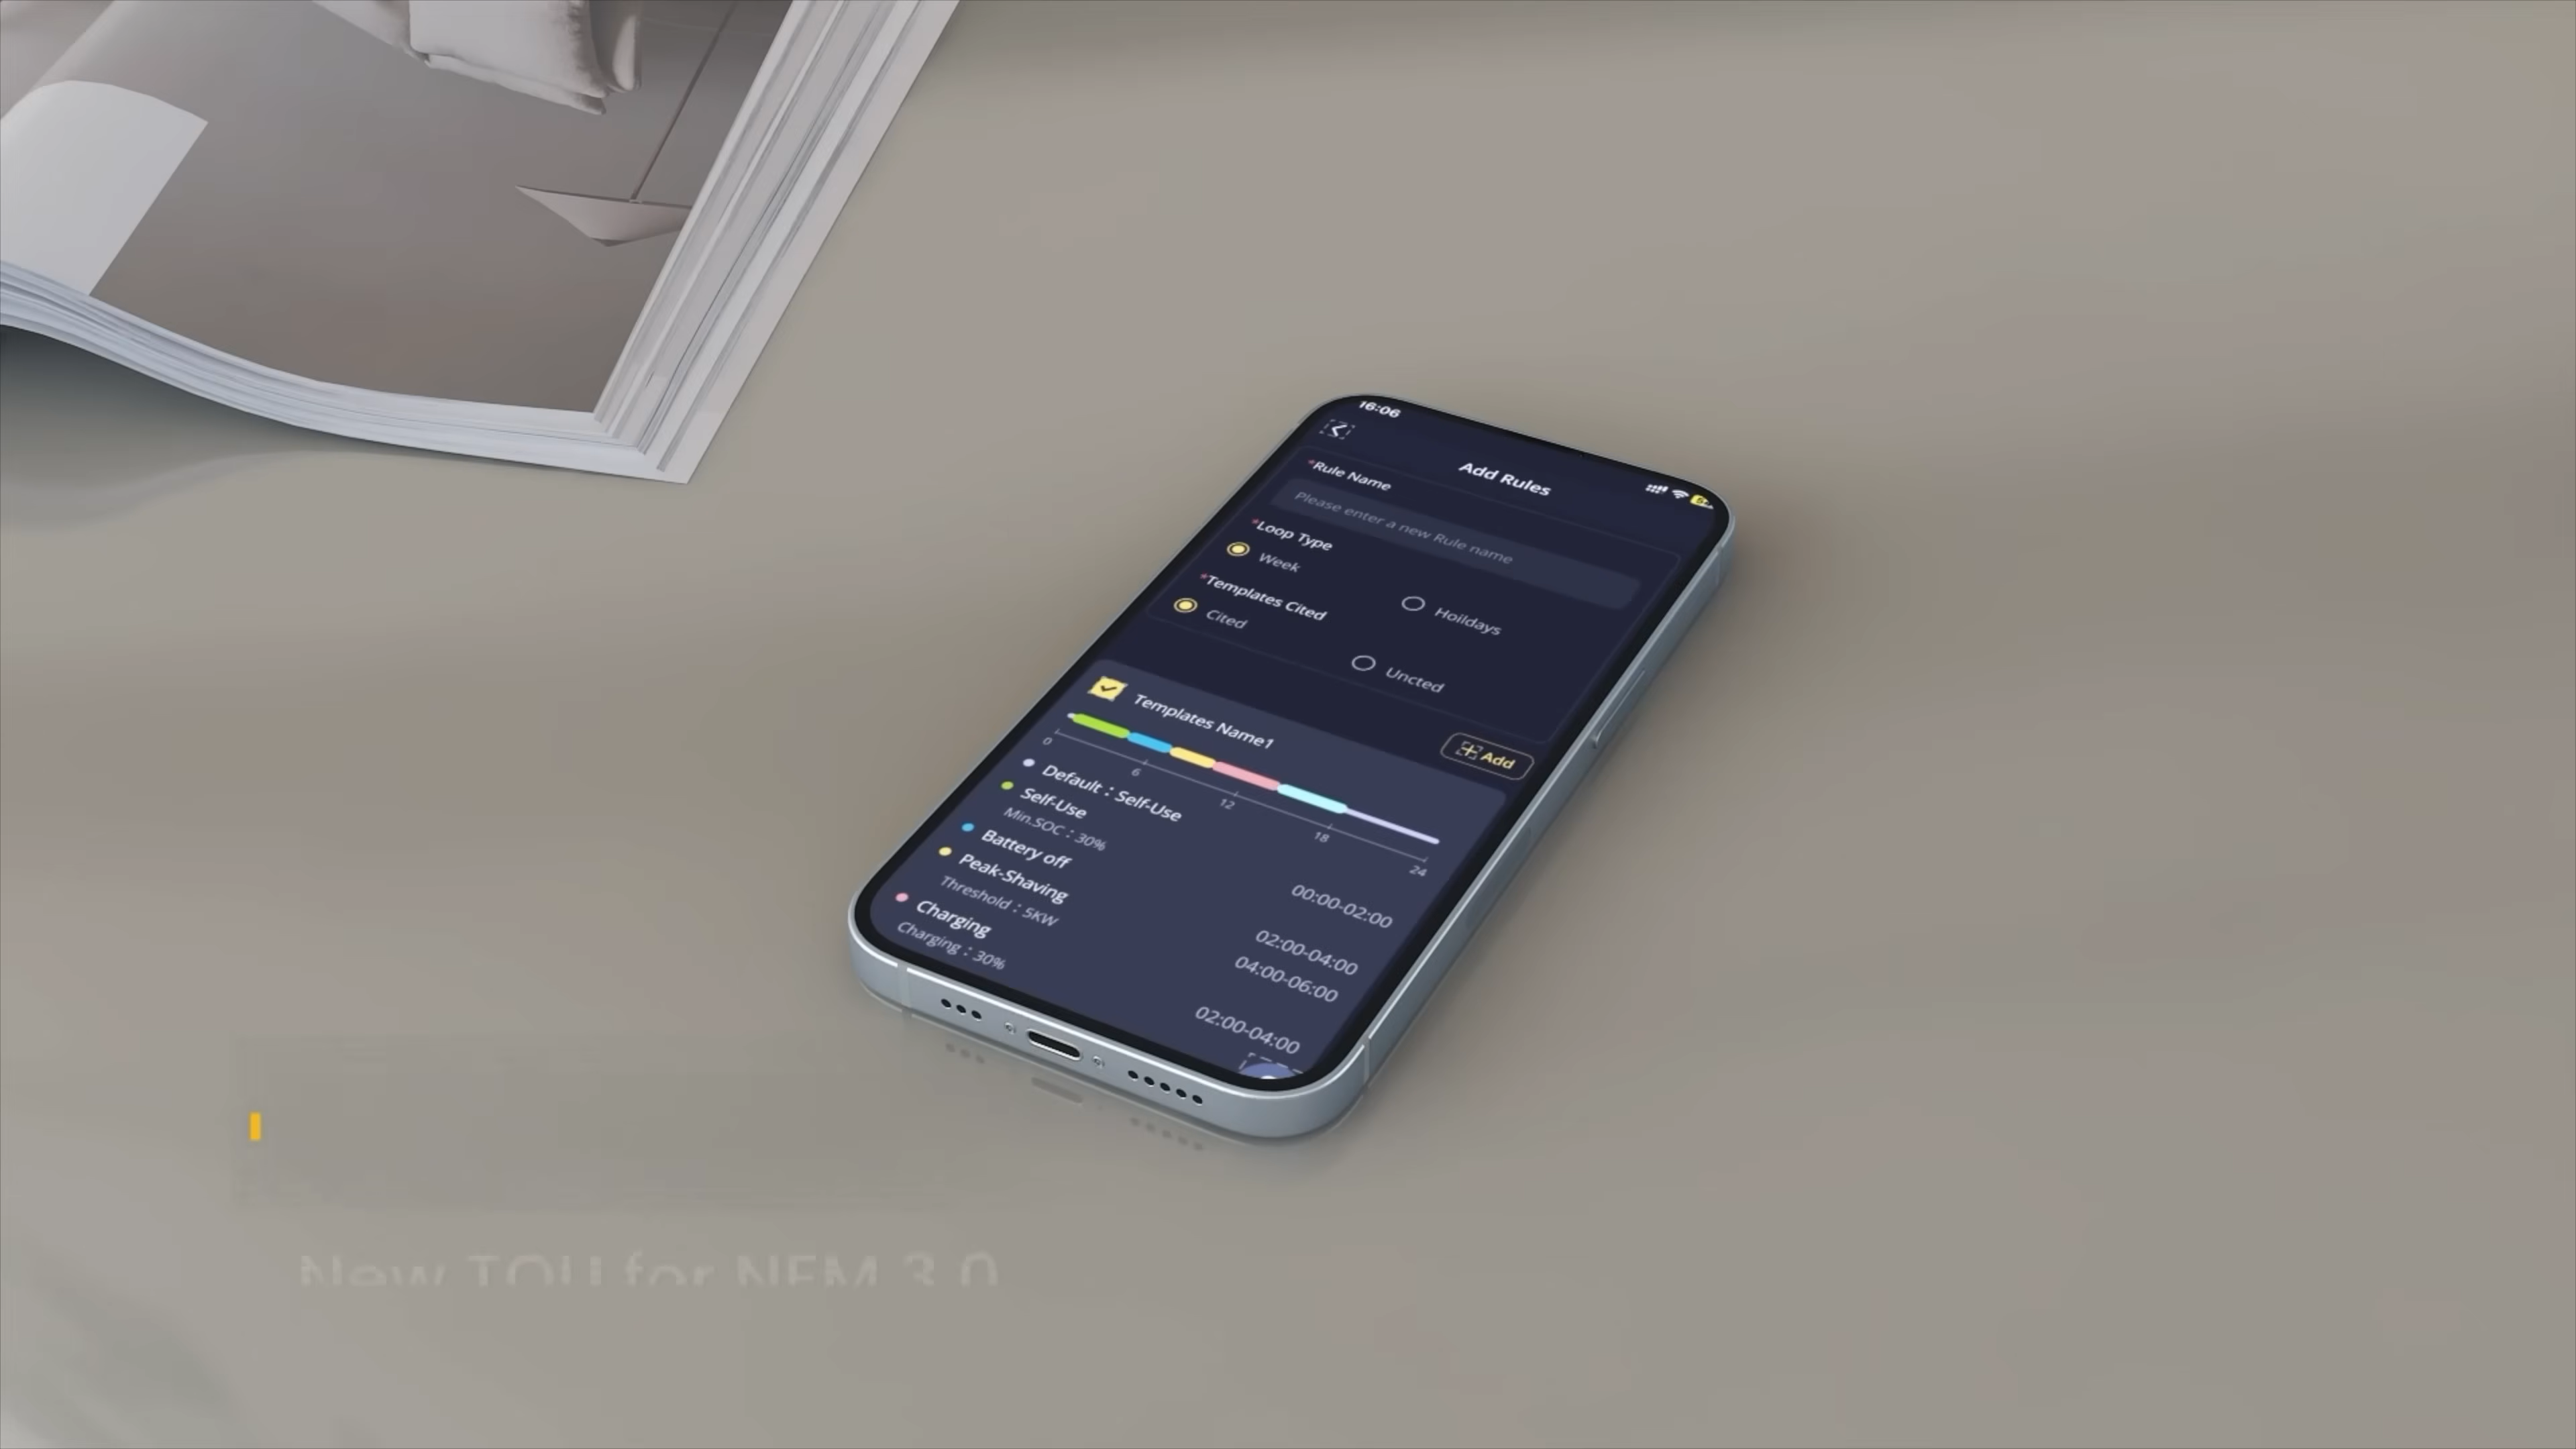 16:06
Add Rules
*Rule Name
Please enter a new Rule name
*Loop Type
Week
Hoildays
*Templates Cited
Cited
Uncted
Add
Templates Name1
0
6
12
18
24
Default : Self-Use
Self-Use
00:00-02:00
Min.SOC : 30%
Battery off
02:00-04:00
Peak-Shaving
04:00-06:00
Threshold : 5KW
Charging
02:00-04:00
Charging : 30%
New TOU for NEM 3.0